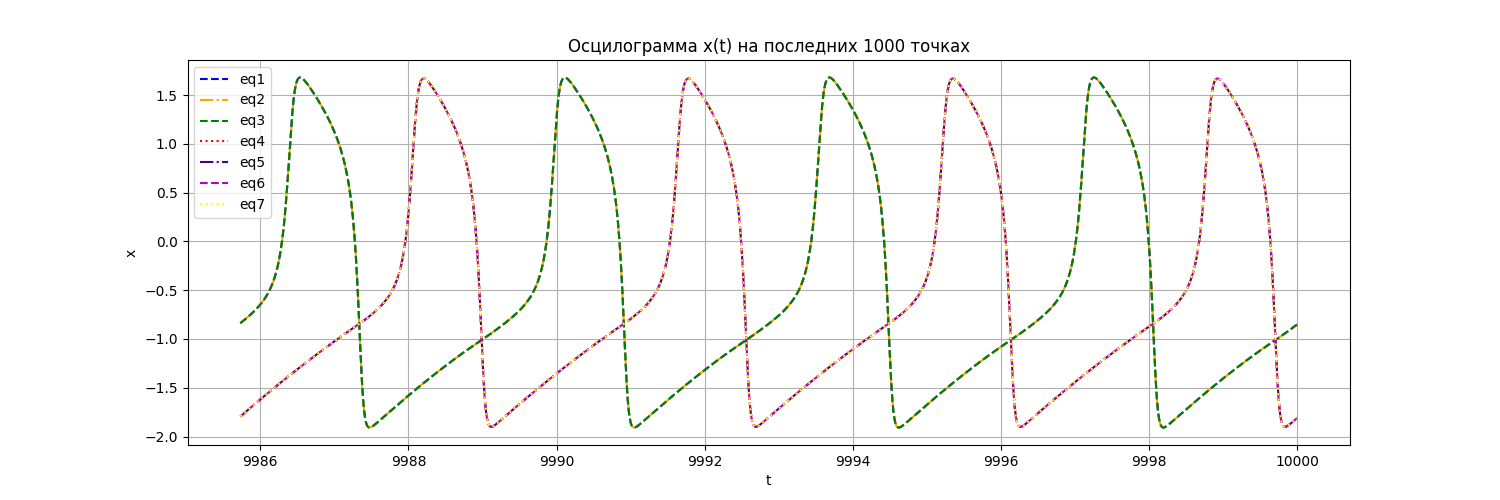 Осцилограмма x(t) на последних 1000 точках
eq1
eq2
eq3
eq4
eq5
eq6
eq7
x
1.5
1.0
0.5
0.0
−0.5
−1.0
−1.5
−2.0
9986 9988 9990 9992 9994 9996 9998 10000
t